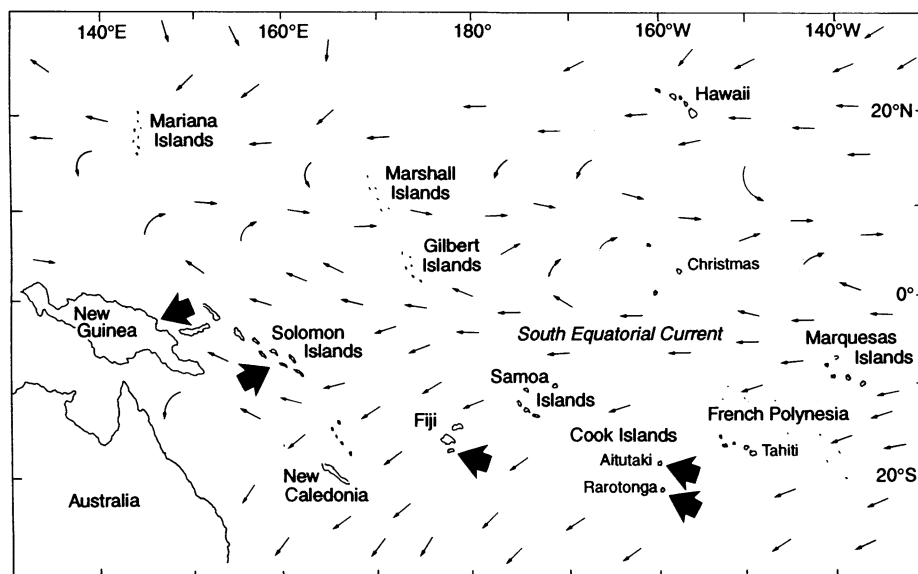 140°E 160°E 180° 160°W 140°W
Hawaii
20°N
Mariana
Islands
Marshall
Islands
Gilbert
Islands
Christmas
0°
New
Guinea
Solomon
Islands
South Equatorial Current
Marquesas
Islands
Samoa
Islands
Fiji
French Polynesia
Cook Islands
Tahiti
Aitutaki
20°S
New
Caledonia
Rarotonga
Australia